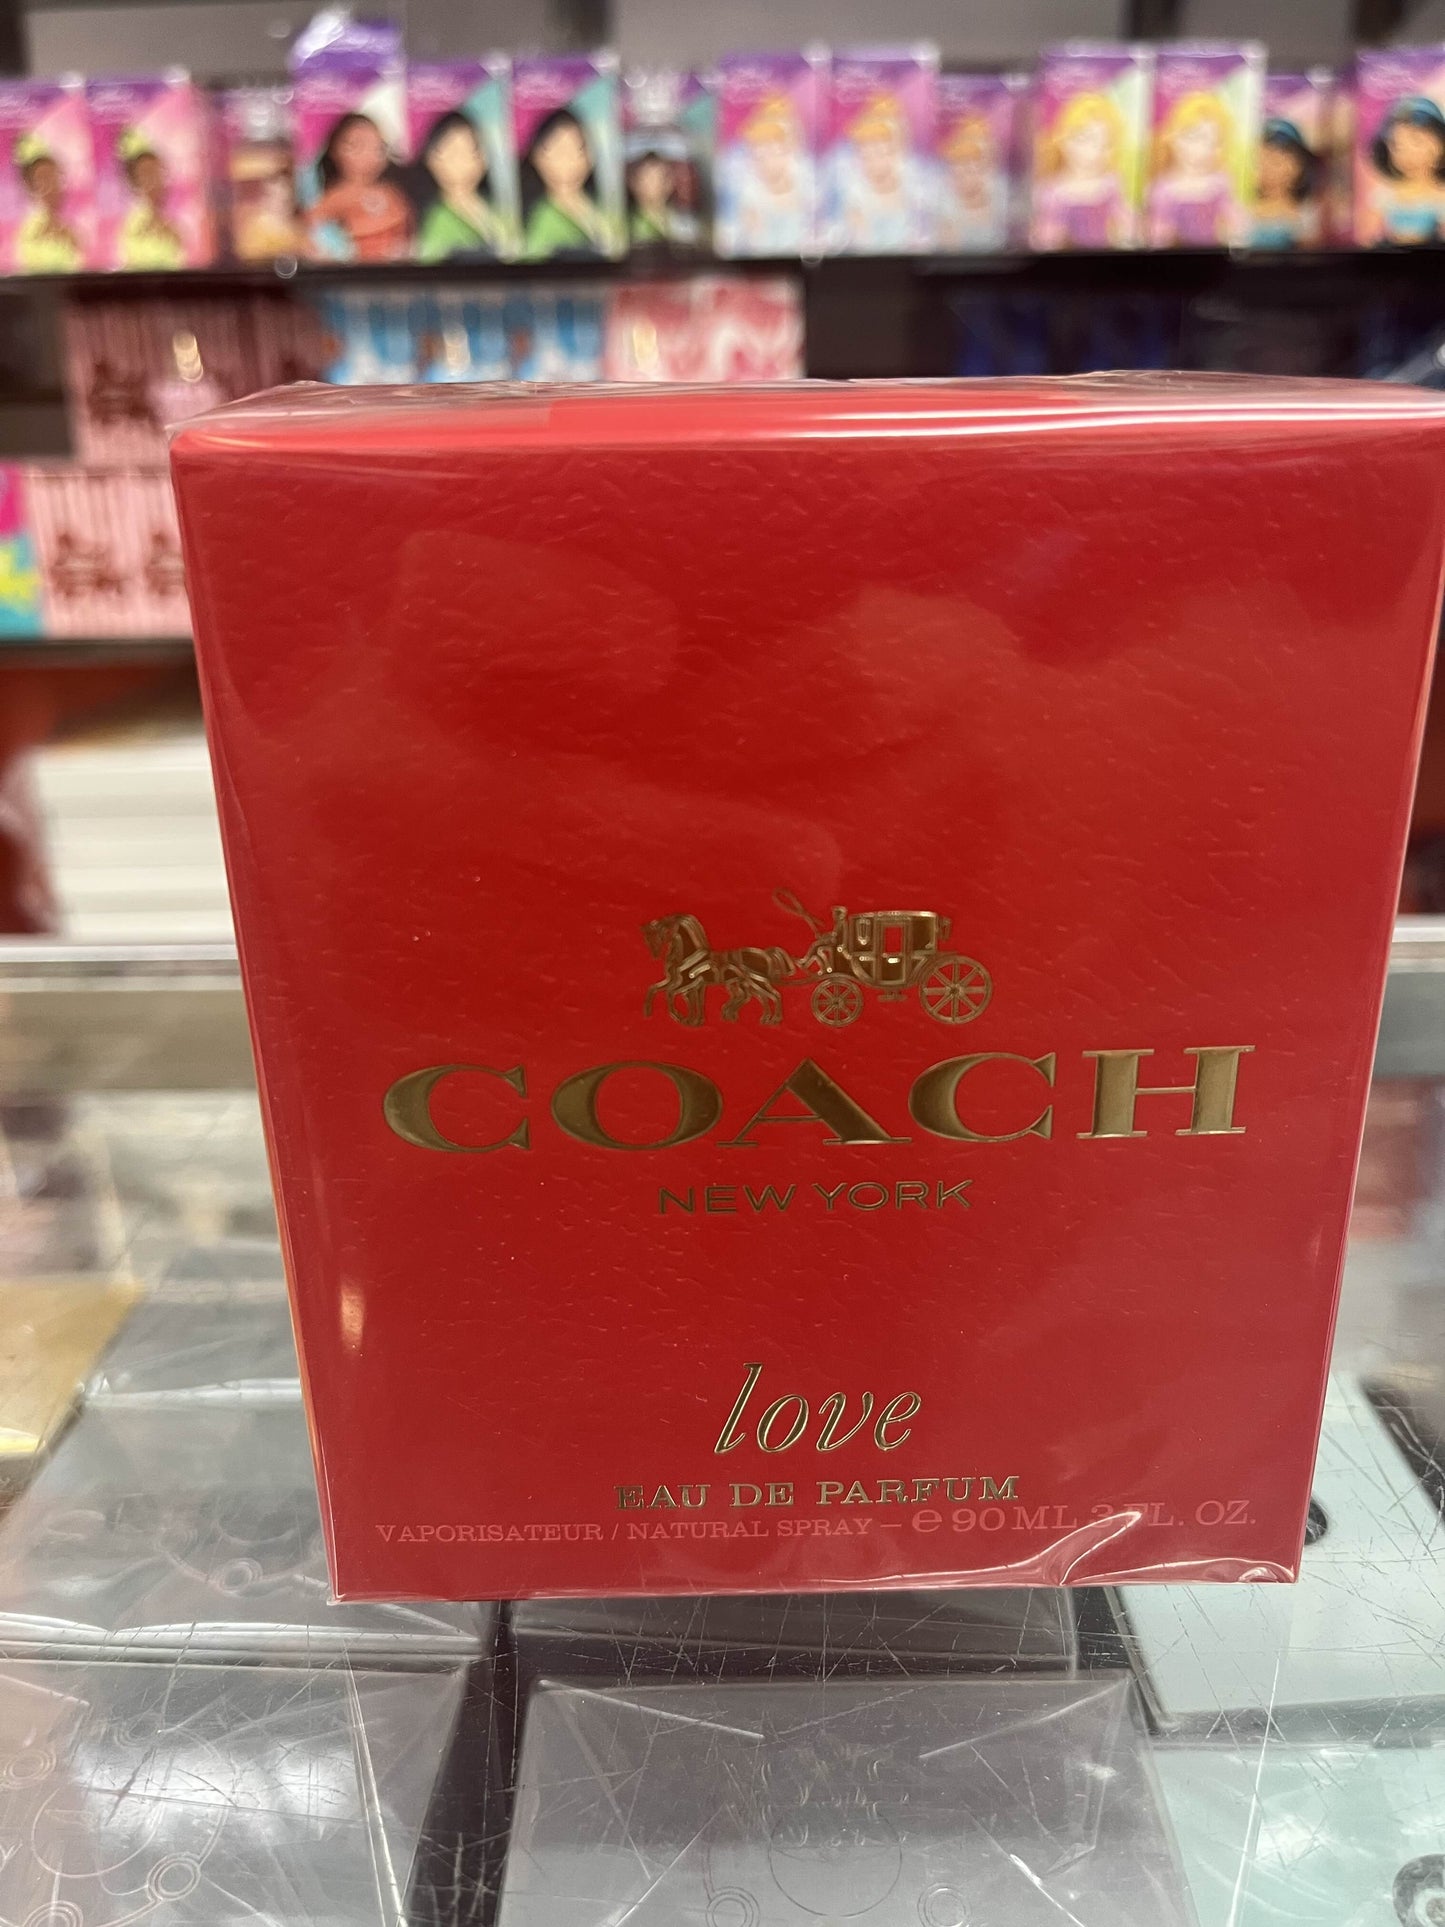 COACH
NEW YORK
love
EAU DE PARFUM
VAPORISATEUR / NATURAL SPRAY – ℮ 90 ML 3 FL. OZ.